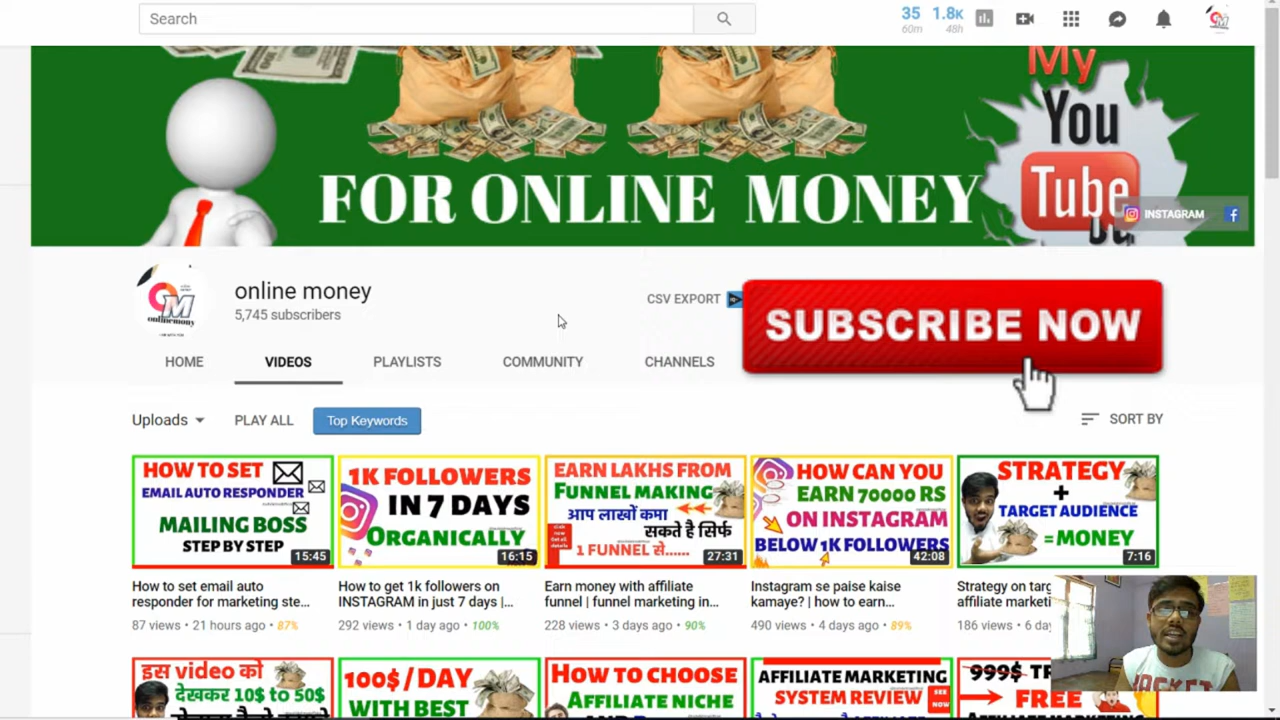 Search
35
60m
1.8K
48h
My
You
Tube
FOR ONLINE MONEY
INSTAGRAM
online money
5,745 subscribers
CSV EXPORT
SUBSCRIBE NOW
HOME
VIDEOS
PLAYLISTS
COMMUNITY
CHANNELS
Uploads
PLAY ALL
Top Keywords
SORT BY
HOW TO SET
EMAIL AUTO RESPONDER
MAILING BOSS
STEP BY STEP
15:45
How to set email auto
responder for marketing ste...
87 views • 21 hours ago • 87%
1K FOLLOWERS
IN 7 DAYS
ORGANICALLY
16:15
How to get 1k followers on
INSTAGRAM in just 7 days |...
292 views • 1 day ago • 100%
EARN LAKHS FROM
FUNNEL MAKING
आप लाखों कमा
सकते है सिर्फ
1 FUNNEL से......
27:31
Earn money with affiliate
funnel | funnel marketing in...
228 views • 3 days ago • 90%
HOW CAN YOU
EARN 70000 RS
ON INSTAGRAM
BELOW 1K FOLLOWERS
42:08
Instagram se paise kaise
kamaye? | how to earn...
490 views • 4 days ago • 89%
STRATEGY
+
TARGET AUDIENCE
=MONEY
7:16
Strategy on targ
affiliate marketi
186 views • 6 day
इस video को
देखकर 10$ to 50$
100$/DAY
WITH BEST
HOW TO CHOOSE
AFFILIATE NICHE
AFFILIATE MARKETING
SYSTEM REVIEW
SEE
NOW
999$
FREE